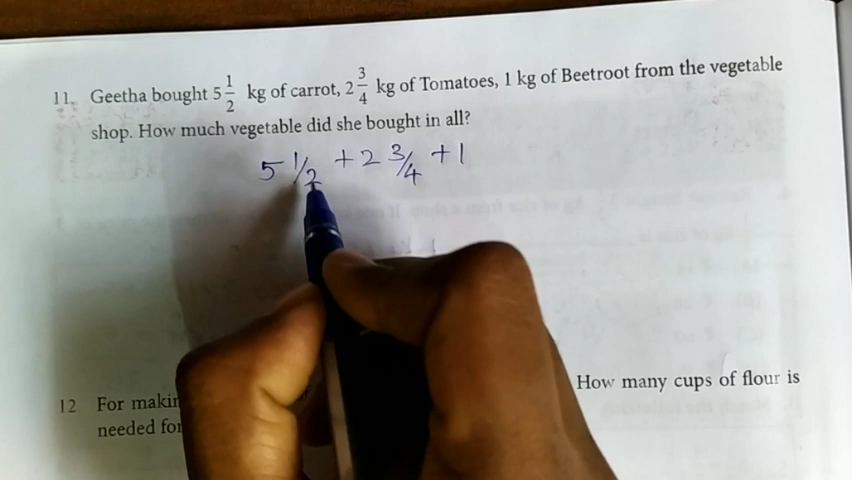 11. Geetha bought 5 1/2 kg of carrot, 2 3/4 kg of Tomatoes, 1 kg of Beetroot from the vegetable
shop. How much vegetable did she bought in all?
5 1/2 + 2 3/4 + 1
12 For How many cups of flour is
needed